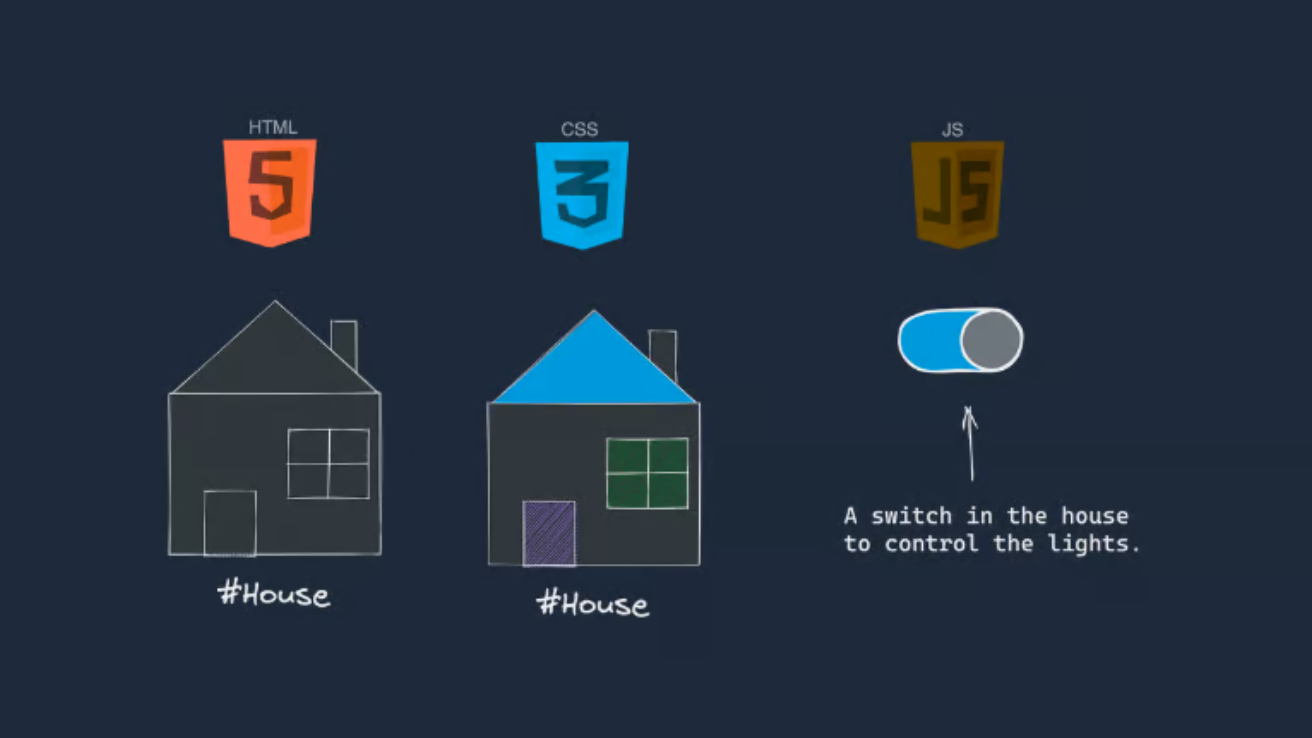 HTML
CSS
JS
5
3
JS
#House
#House
A switch in the house
to control the lights.